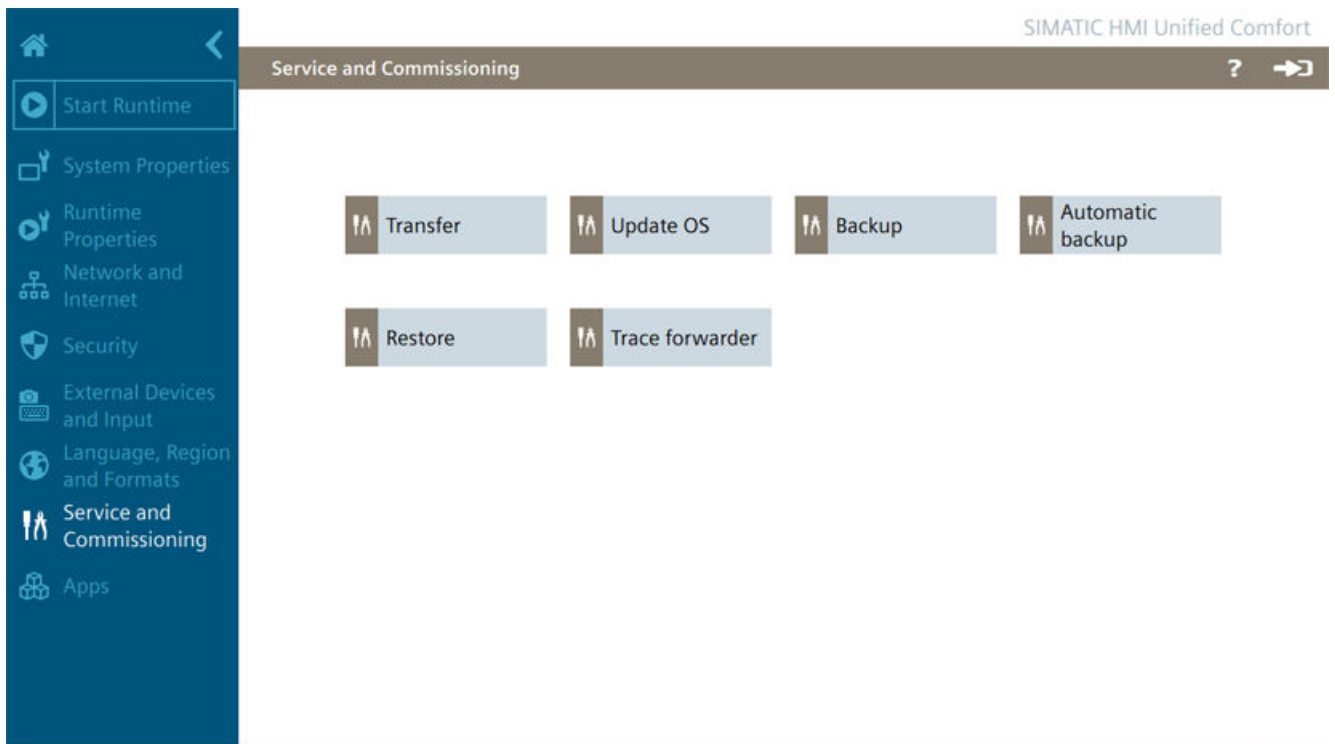 SIMATIC HMI Unified Comfort
Service and Commissioning
?
Start Runtime
System Properties
Runtime
Properties
Network and
Internet
Security
External Devices
and Input
Language, Region
and Formats
Service and
Commissioning
Apps
Transfer
Update OS
Backup
Automatic
backup
Restore
Trace forwarder